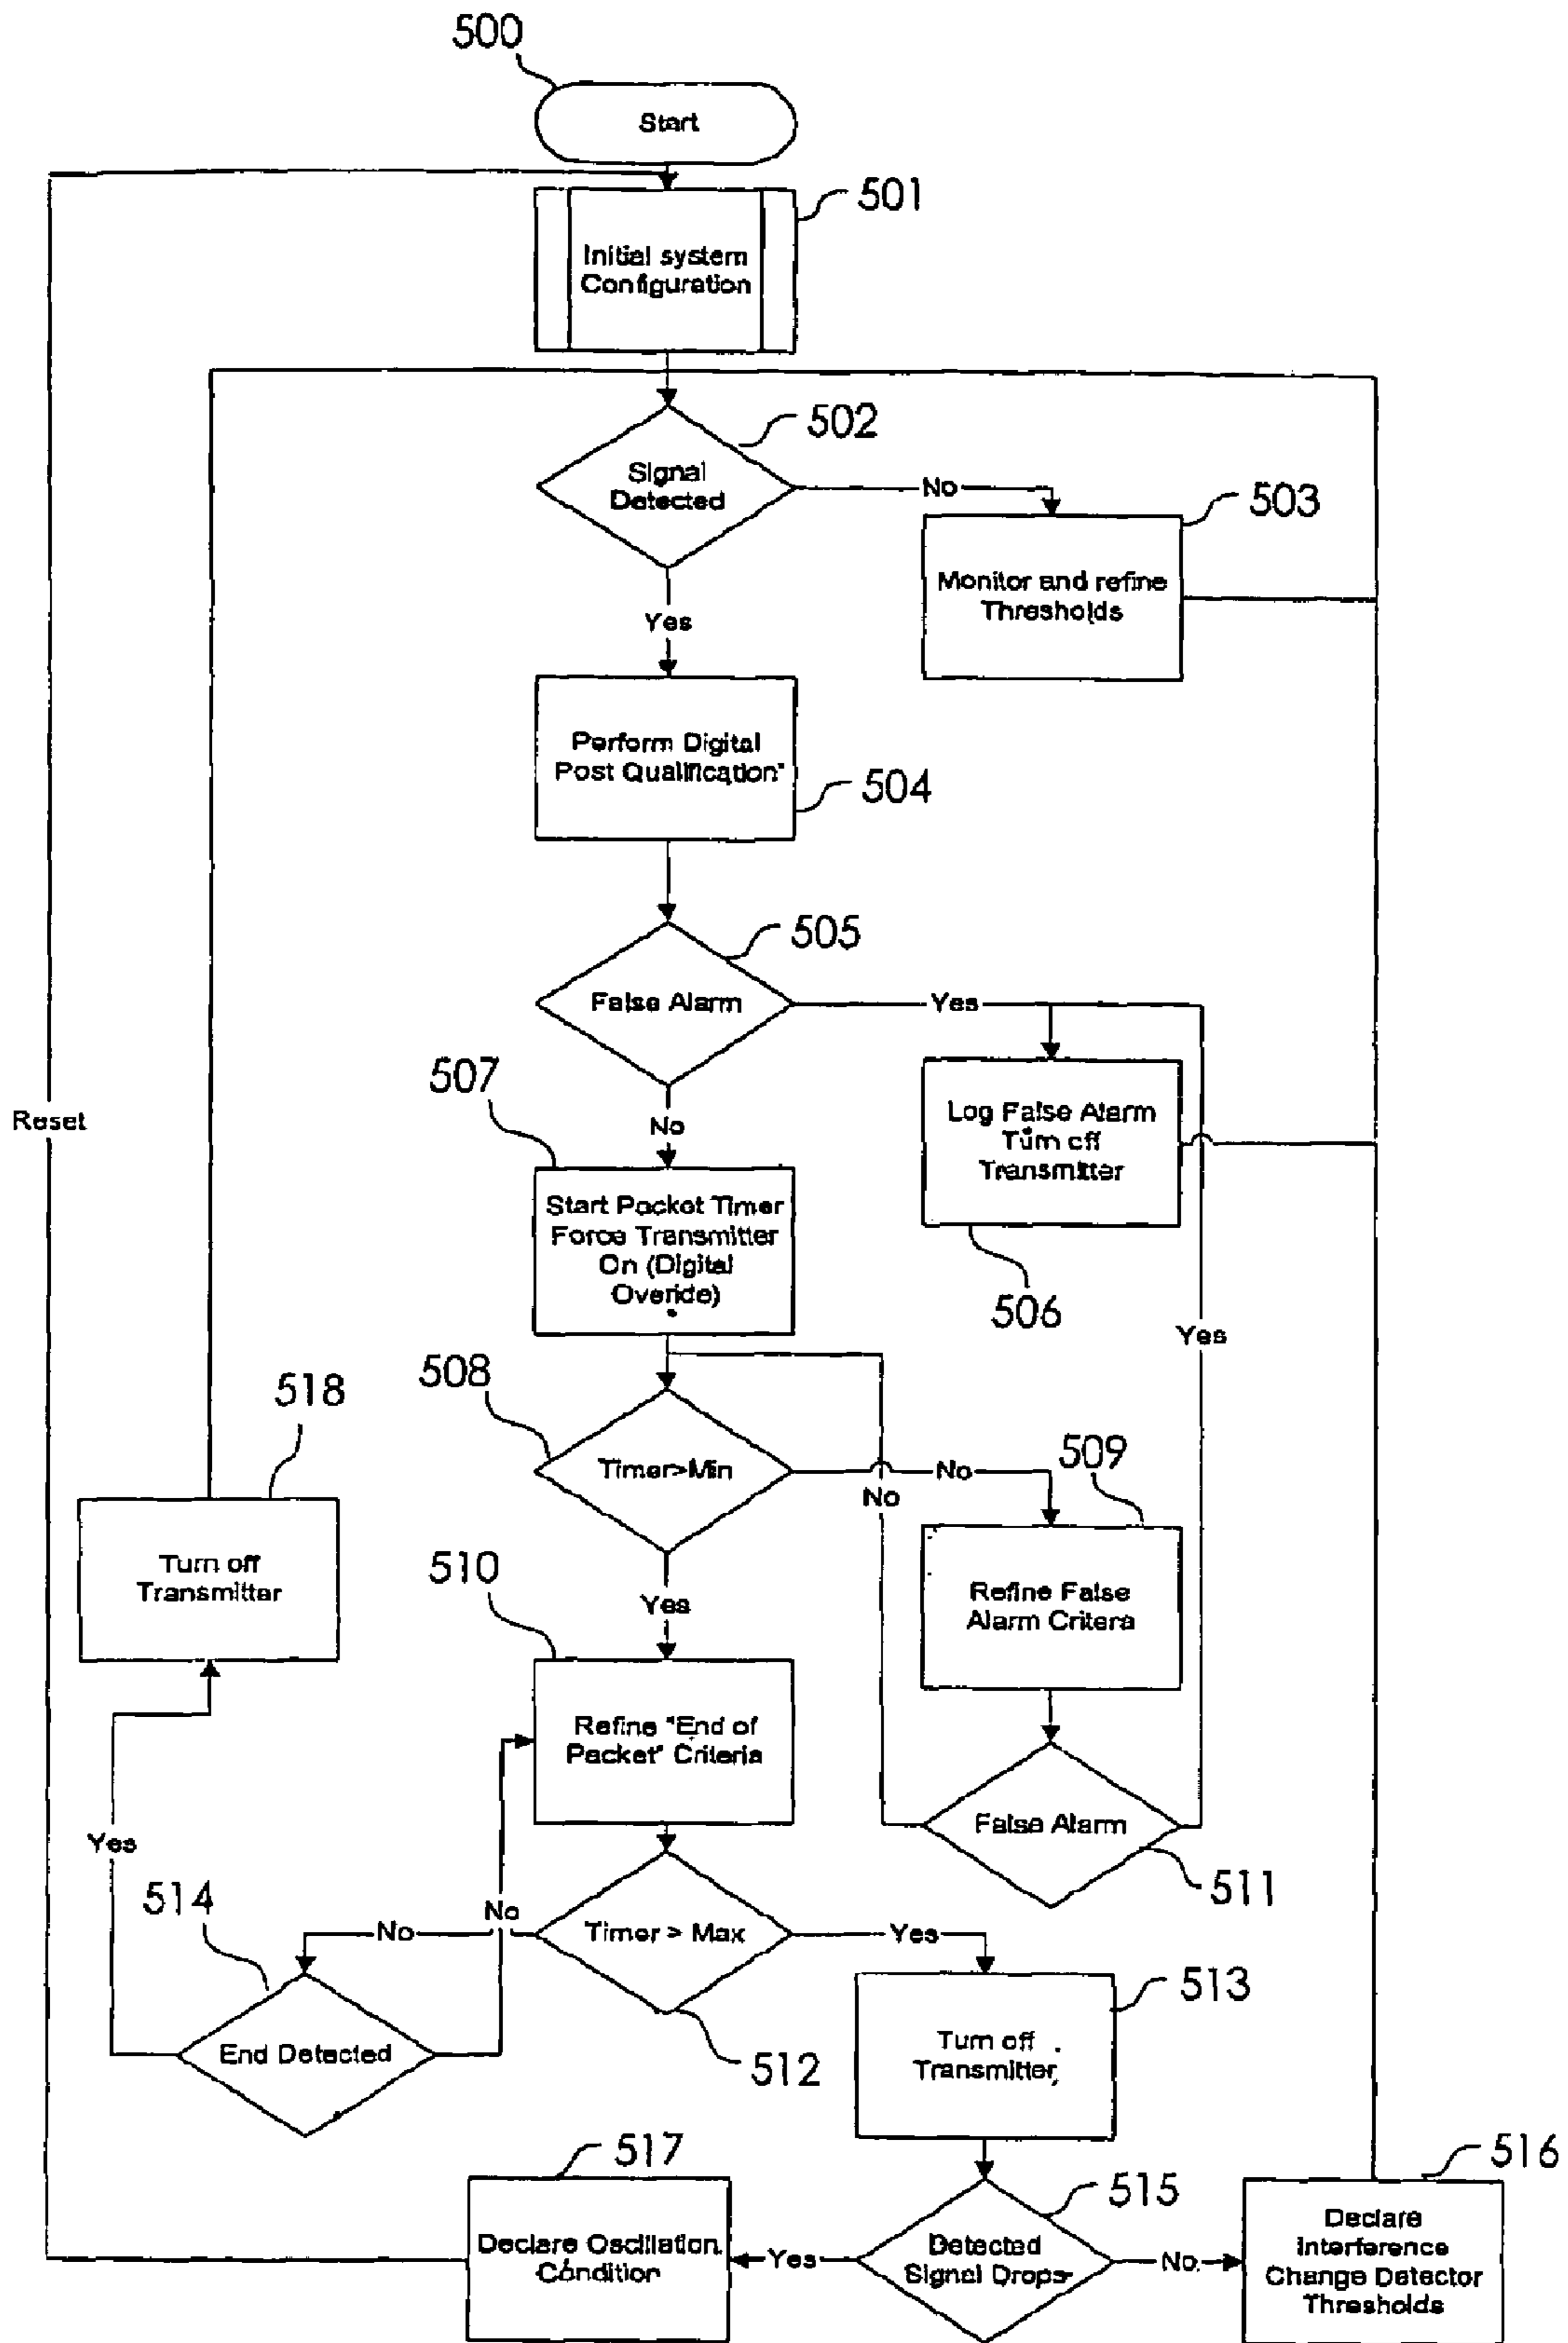 500
Start
501
Initial system
Configuration
502
Signal
Detected
No
503
Monitor and refine
Thresholds
Yes
Perform Digital
Post Qualification"
504
505
False Alarm
Yes
507
Reset
No
Log False Alarm
Turn off
Transmitter
Start Packet Timer
Force Transmitter
On (Digital
Overide)
506
Yes
508
518
Timer>Min
No
509
No
Turn off
Transmitter
510
Yes
Refine False
Alarm Critera
Refine "End of
Packet" Criteria
False Alarm
Yes
511
514
No
No
Timer > Max
Yes
513
End Detected
512
Turn off
Transmitter
517
516
515
Declare Oscillation
Condition
Yes
Detected
Signal Drops
No
Declare
Interference
Change Detector
Thresholds